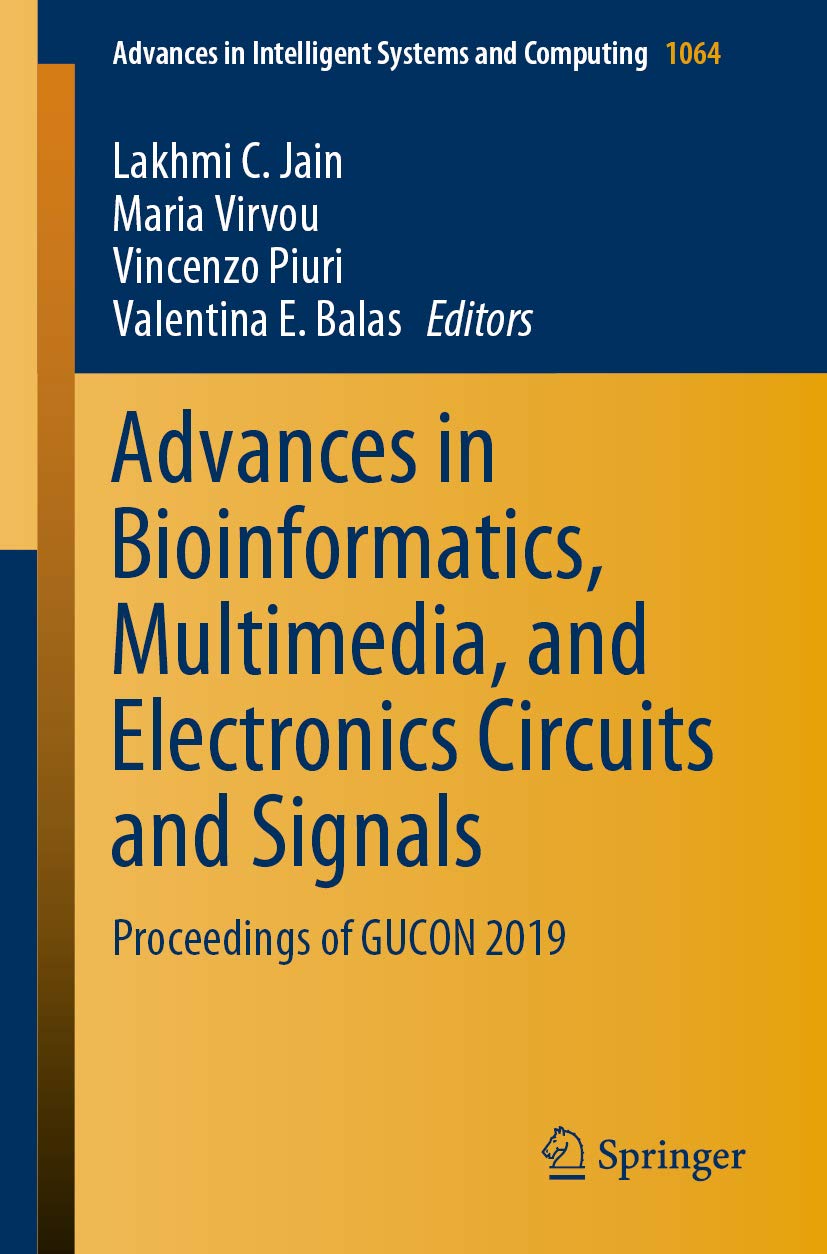 Advances in Intelligent Systems and Computing 1064
Lakhmi C. Jain
Maria Virvou
Vincenzo Piuri
Valentina E. Balas Editors
Advances in
Bioinformatics,
Multimedia, and
Electronics Circuits
and Signals
Proceedings of GUCON 2019
Springer